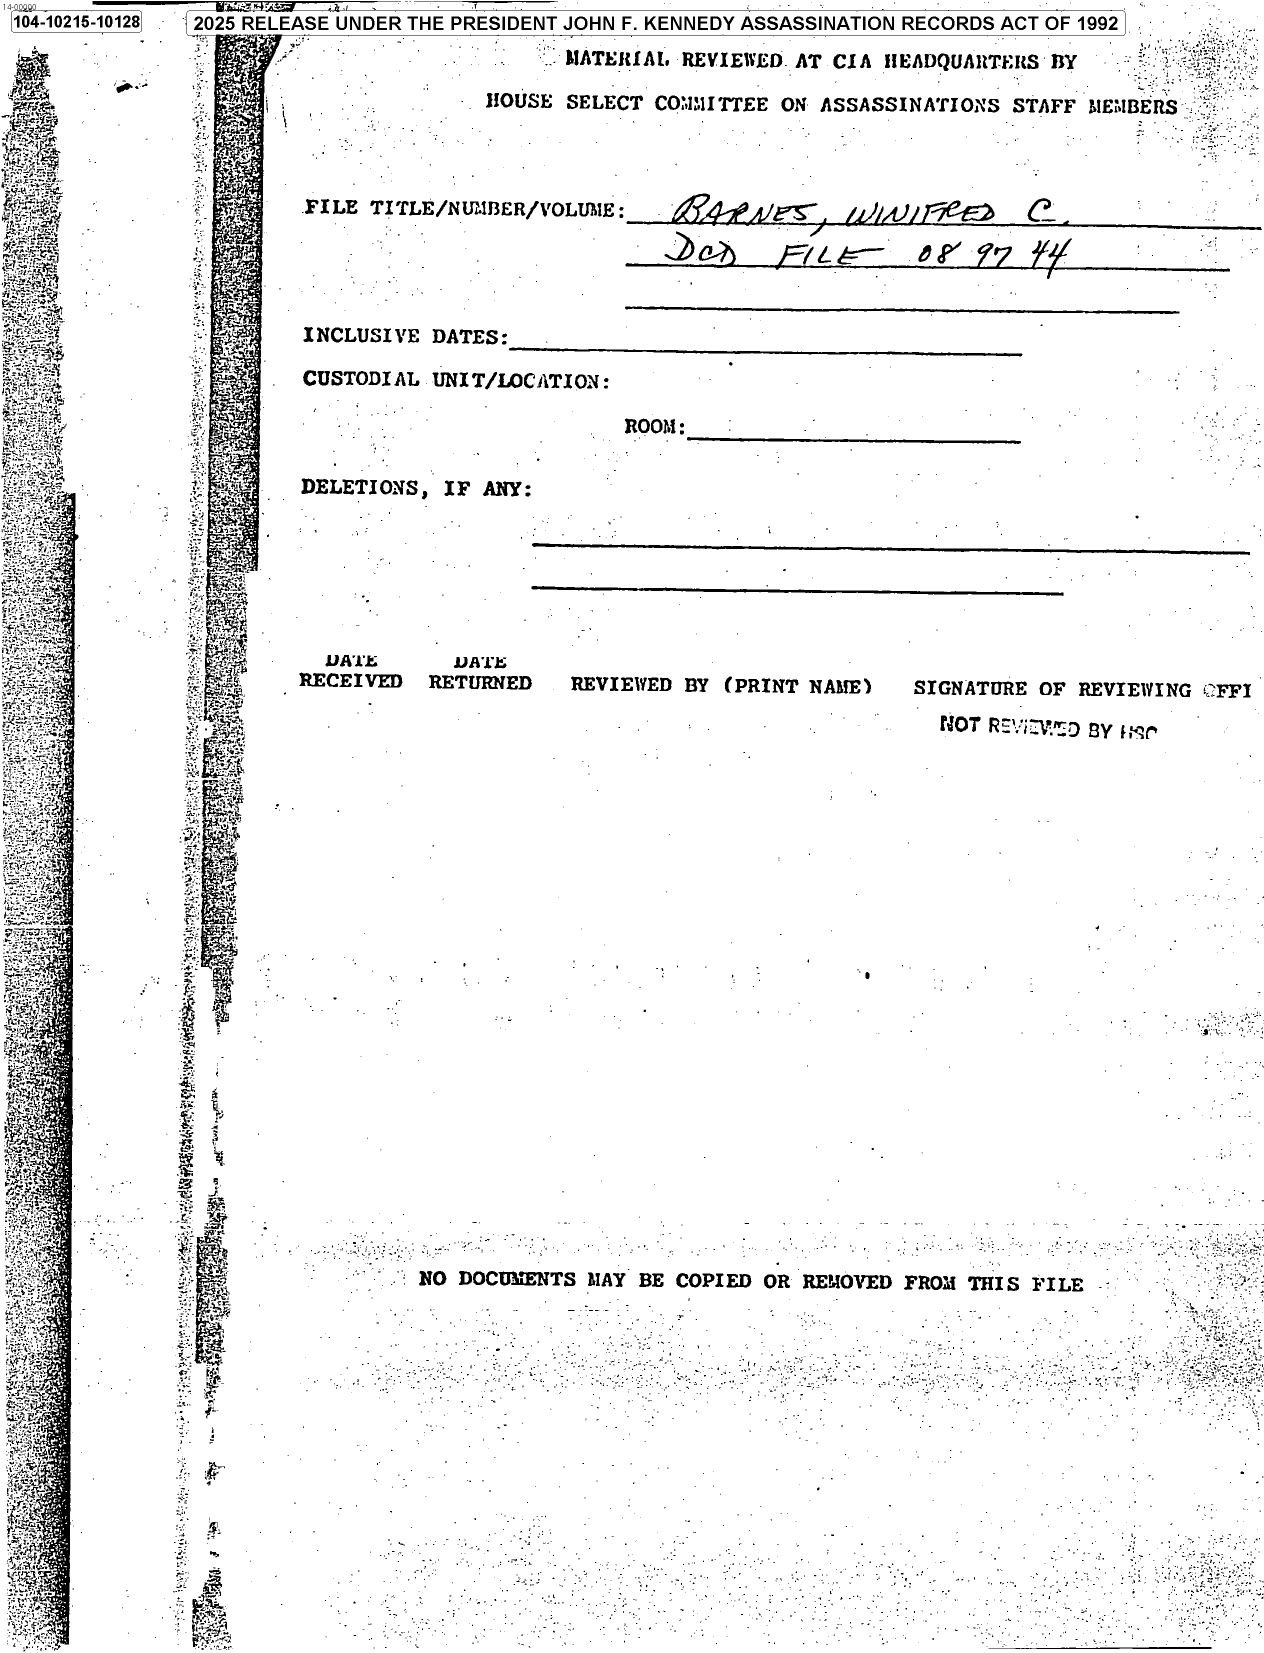 14-00000
104-10215-10128
2025 RELEASE UNDER THE PRESIDENT JOHN F. KENNEDY ASSASSINATION RECORDS ACT OF 1992
MATERIAL REVIEWED AT CIA HEADQUARTERS BY
HOUSE SELECT COMMITTEE ON ASSASSINATIONS STAFF MEMBERS
FILE TITLE/NUMBER/VOLUME: BARNES, WINIFRED C.
DCD FILE 08 97 44
INCLUSIVE DATES:
CUSTODIAL UNIT/LOCATION:
ROOM:
DELETIONS, IF ANY:
DATE DATE
RECEIVED RETURNED REVIEWED BY (PRINT NAME) SIGNATURE OF REVIEWING OFFI
NOT REVIEWED BY HSC
NO DOCUMENTS MAY BE COPIED OR REMOVED FROM THIS FILE